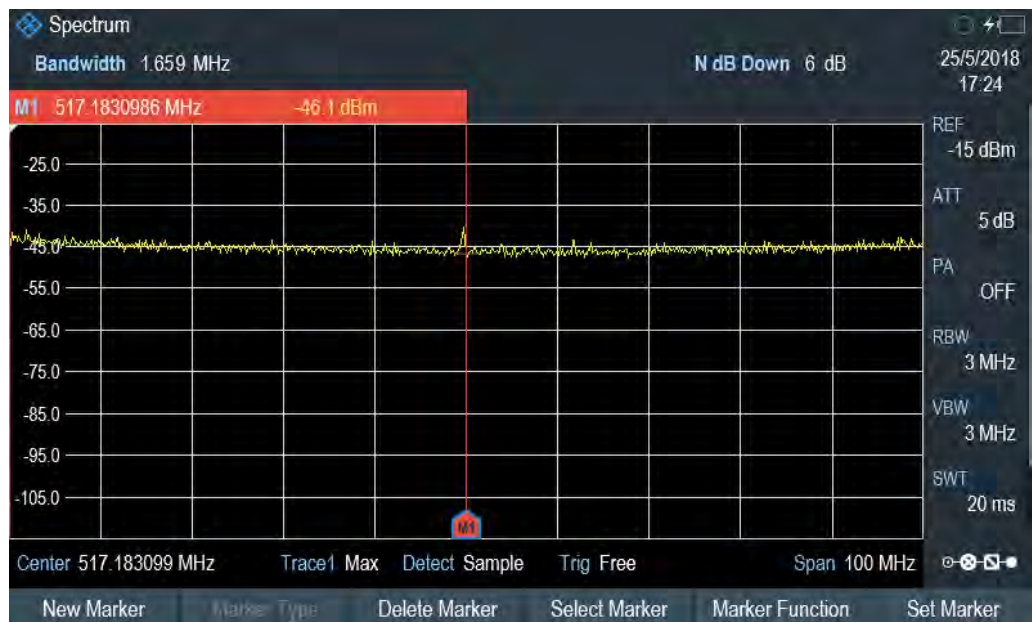 Spectrum
Bandwidth 1.659 MHz N dB Down 6 dB 25/5/2018
17:24
M1 517.1830986 MHz -46.1 dBm
REF
-15 dBm
ATT
5 dB
PA
OFF
RBW
3 MHz
VBW
3 MHz
SWT
20 ms
-25.0
-35.0
-45.0
-55.0
-65.0
-75.0
-85.0
-95.0
-105.0
M1
Center 517.183099 MHz Trace1 Max Detect Sample Trig Free Span 100 MHz
New Marker Marker Type Delete Marker Select Marker Marker Function Set Marker